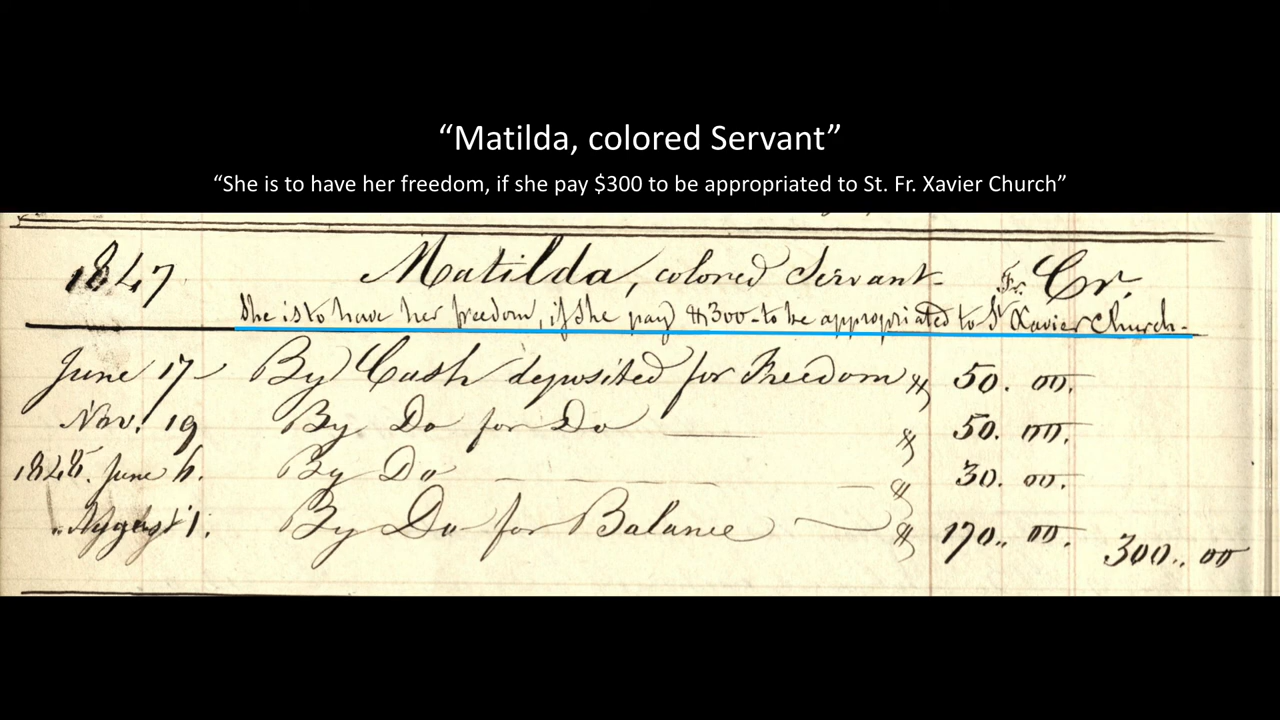 “Matilda, colored Servant”
“She is to have her freedom, if she pay $300 to be appropriated to St. Fr. Xavier Church”
1847 Matilda, colored Servant Cr.
She is to have her freedom, if she pay $300 to be appropriated to St Fr. Xavier Church
June 17 By Cash deposited for Freedom $ 50. 00.
Nov. 19 By Do for Do $ 50. 00.
1848. June 6. By Do $ 30. 00.
" August 1. By Do for Balance $ 170.. 00. 300.. 00